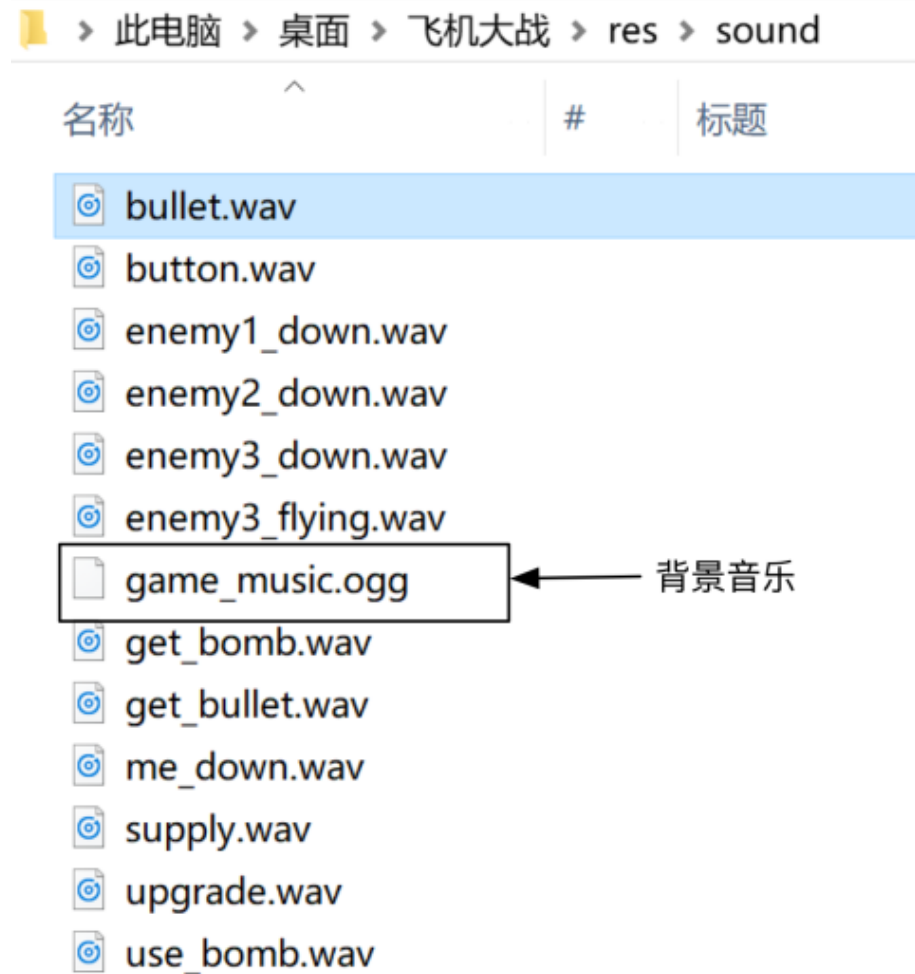 此电脑 > 桌面 > 飞机大战 > res > sound
名称 # 标题
bullet.wav
button.wav
enemy1_down.wav
enemy2_down.wav
enemy3_down.wav
enemy3_flying.wav
game_music.ogg 背景音乐
get_bomb.wav
get_bullet.wav
me_down.wav
supply.wav
upgrade.wav
use_bomb.wav